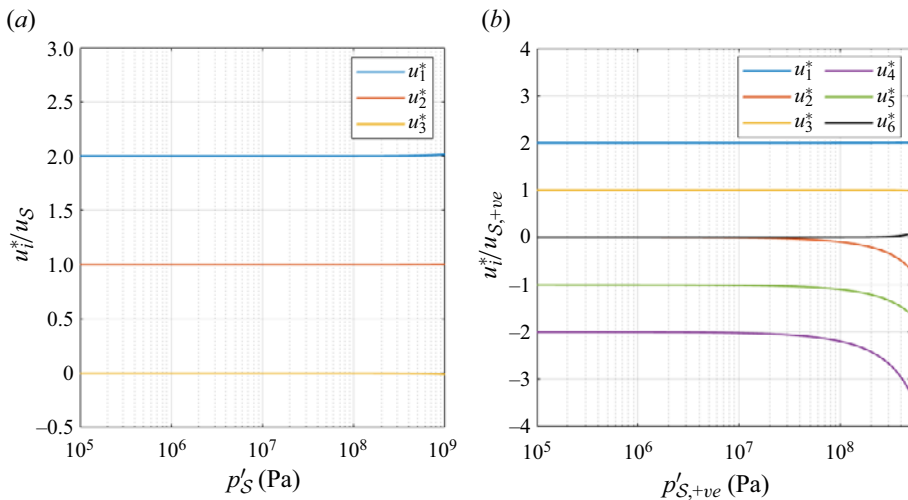 (a)
3.0
2.5
2.0
1.5
1.0
0.5
0
−0.5
u*i/uS
u*1
u*2
u*3
10^5 10^6 10^7 10^8 10^9
p′S (Pa)
(b)
4
3
2
1
0
−1
−2
−3
−4
u*i/uS,+ve
u*1 u*4
u*2 u*5
u*3 u*6
10^5 10^6 10^7 10^8
p′S,+ve (Pa)